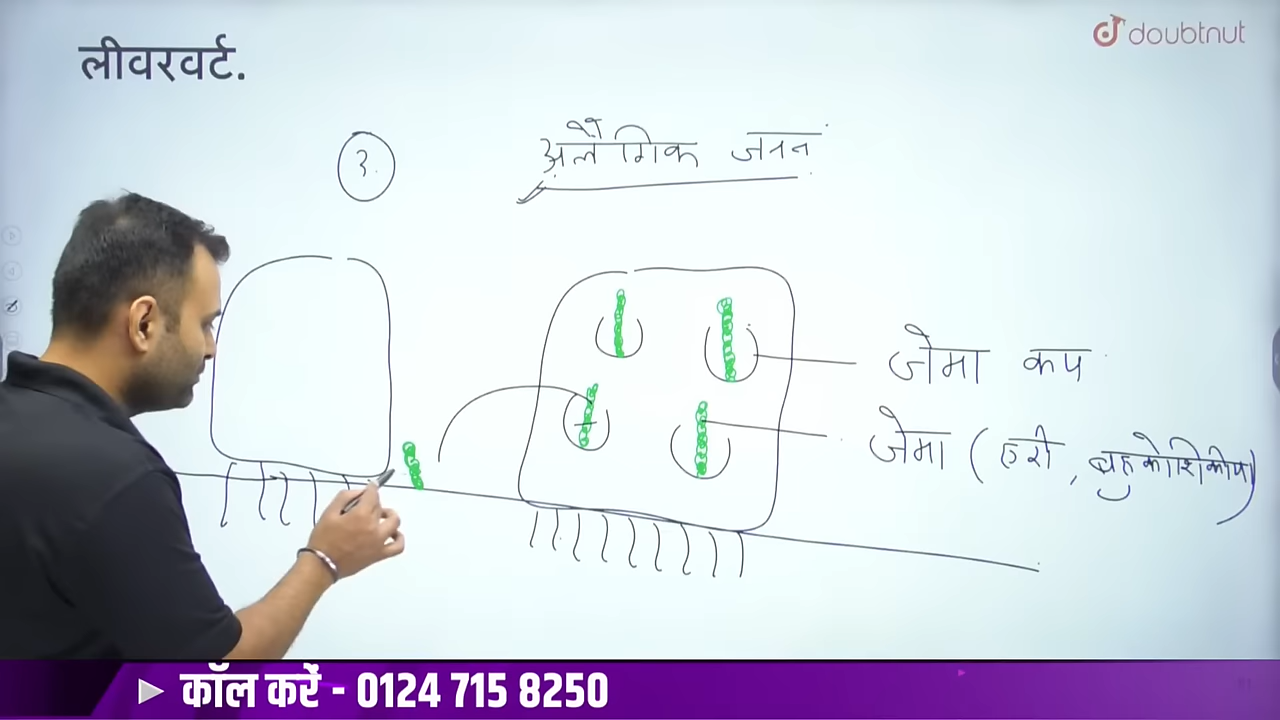 लीवरवर्ट.
doubtnut
3.
अलैंगिक जनन
जेमा कप
जेमा (हरी, बहुकोशिकीय)
कॉल करें - 0124 715 8250